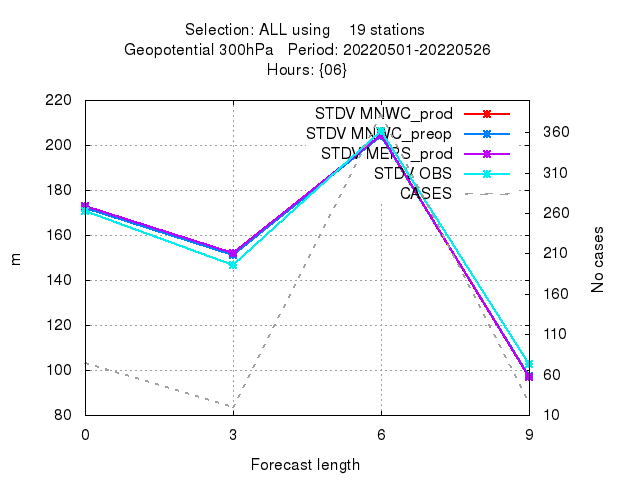 Selection: ALL using 19 stations
Geopotential 300hPa Period: 20220501-20220526
Hours: {06}
STDV MNWC_prod
STDV MNWC_preop
STDV MEPS_prod
STDV OBS
CASES
220
200
180
160
140
120
100
80
m
360
310
260
210
160
110
60
10
No cases
0 3 6 9
Forecast length